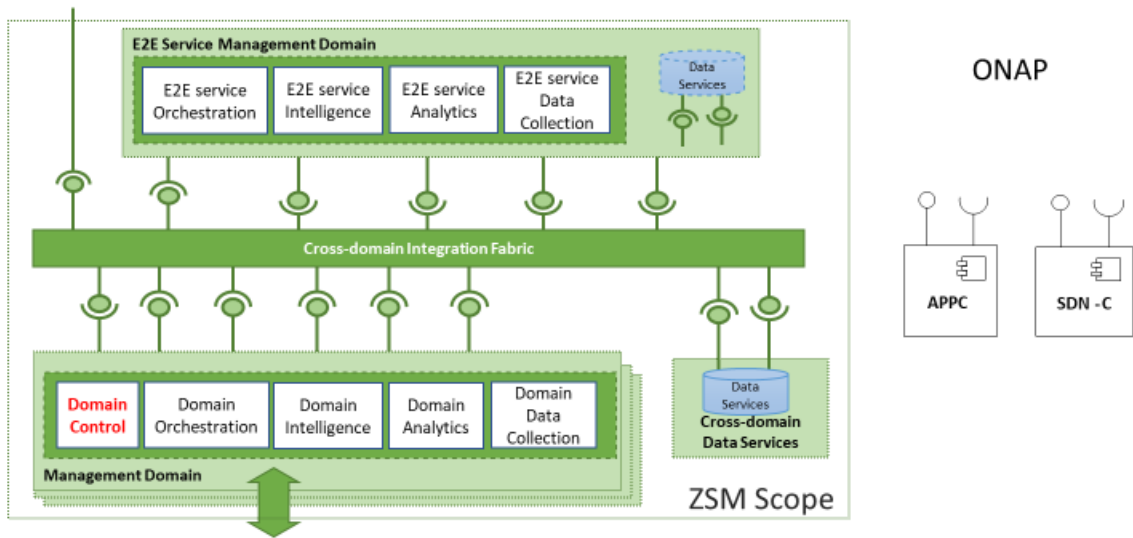 E2E Service Management Domain
E2E service
Orchestration
E2E service
Intelligence
E2E service
Analytics
E2E service
Data
Collection
Data
Services
ONAP
Cross-domain Integration Fabric
APPC
SDN -C
Domain
Control
Domain
Orchestration
Domain
Intelligence
Domain
Analytics
Domain
Data
Collection
Management Domain
Data
Services
Cross-domain
Data Services
ZSM Scope